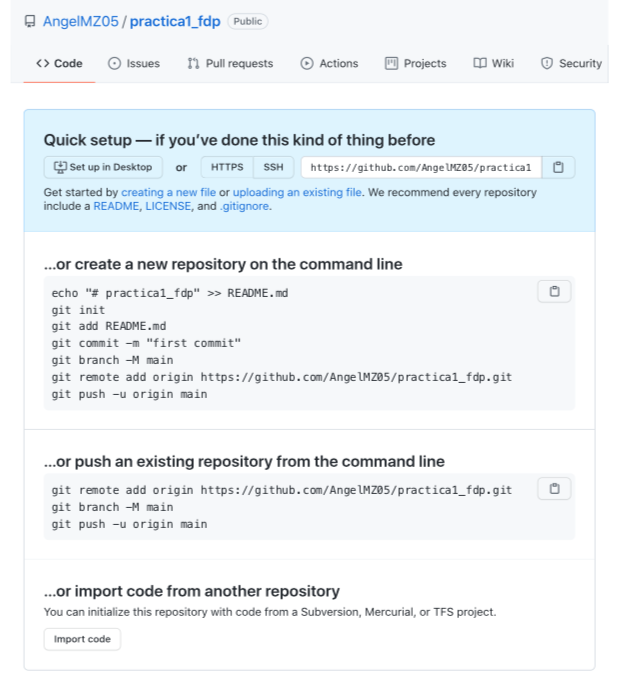 AngelMZ05 / practica1_fdp Public
Code Issues Pull requests Actions Projects Wiki Security
Quick setup — if you've done this kind of thing before
Set up in Desktop or HTTPS SSH https://github.com/AngelMZ05/practica1
Get started by creating a new file or uploading an existing file. We recommend every repository
include a README, LICENSE, and .gitignore.
...or create a new repository on the command line
echo "# practica1_fdp" >> README.md
git init
git add README.md
git commit -m "first commit"
git branch -M main
git remote add origin https://github.com/AngelMZ05/practica1_fdp.git
git push -u origin main
...or push an existing repository from the command line
git remote add origin https://github.com/AngelMZ05/practica1_fdp.git
git branch -M main
git push -u origin main
...or import code from another repository
You can initialize this repository with code from a Subversion, Mercurial, or TFS project.
Import code